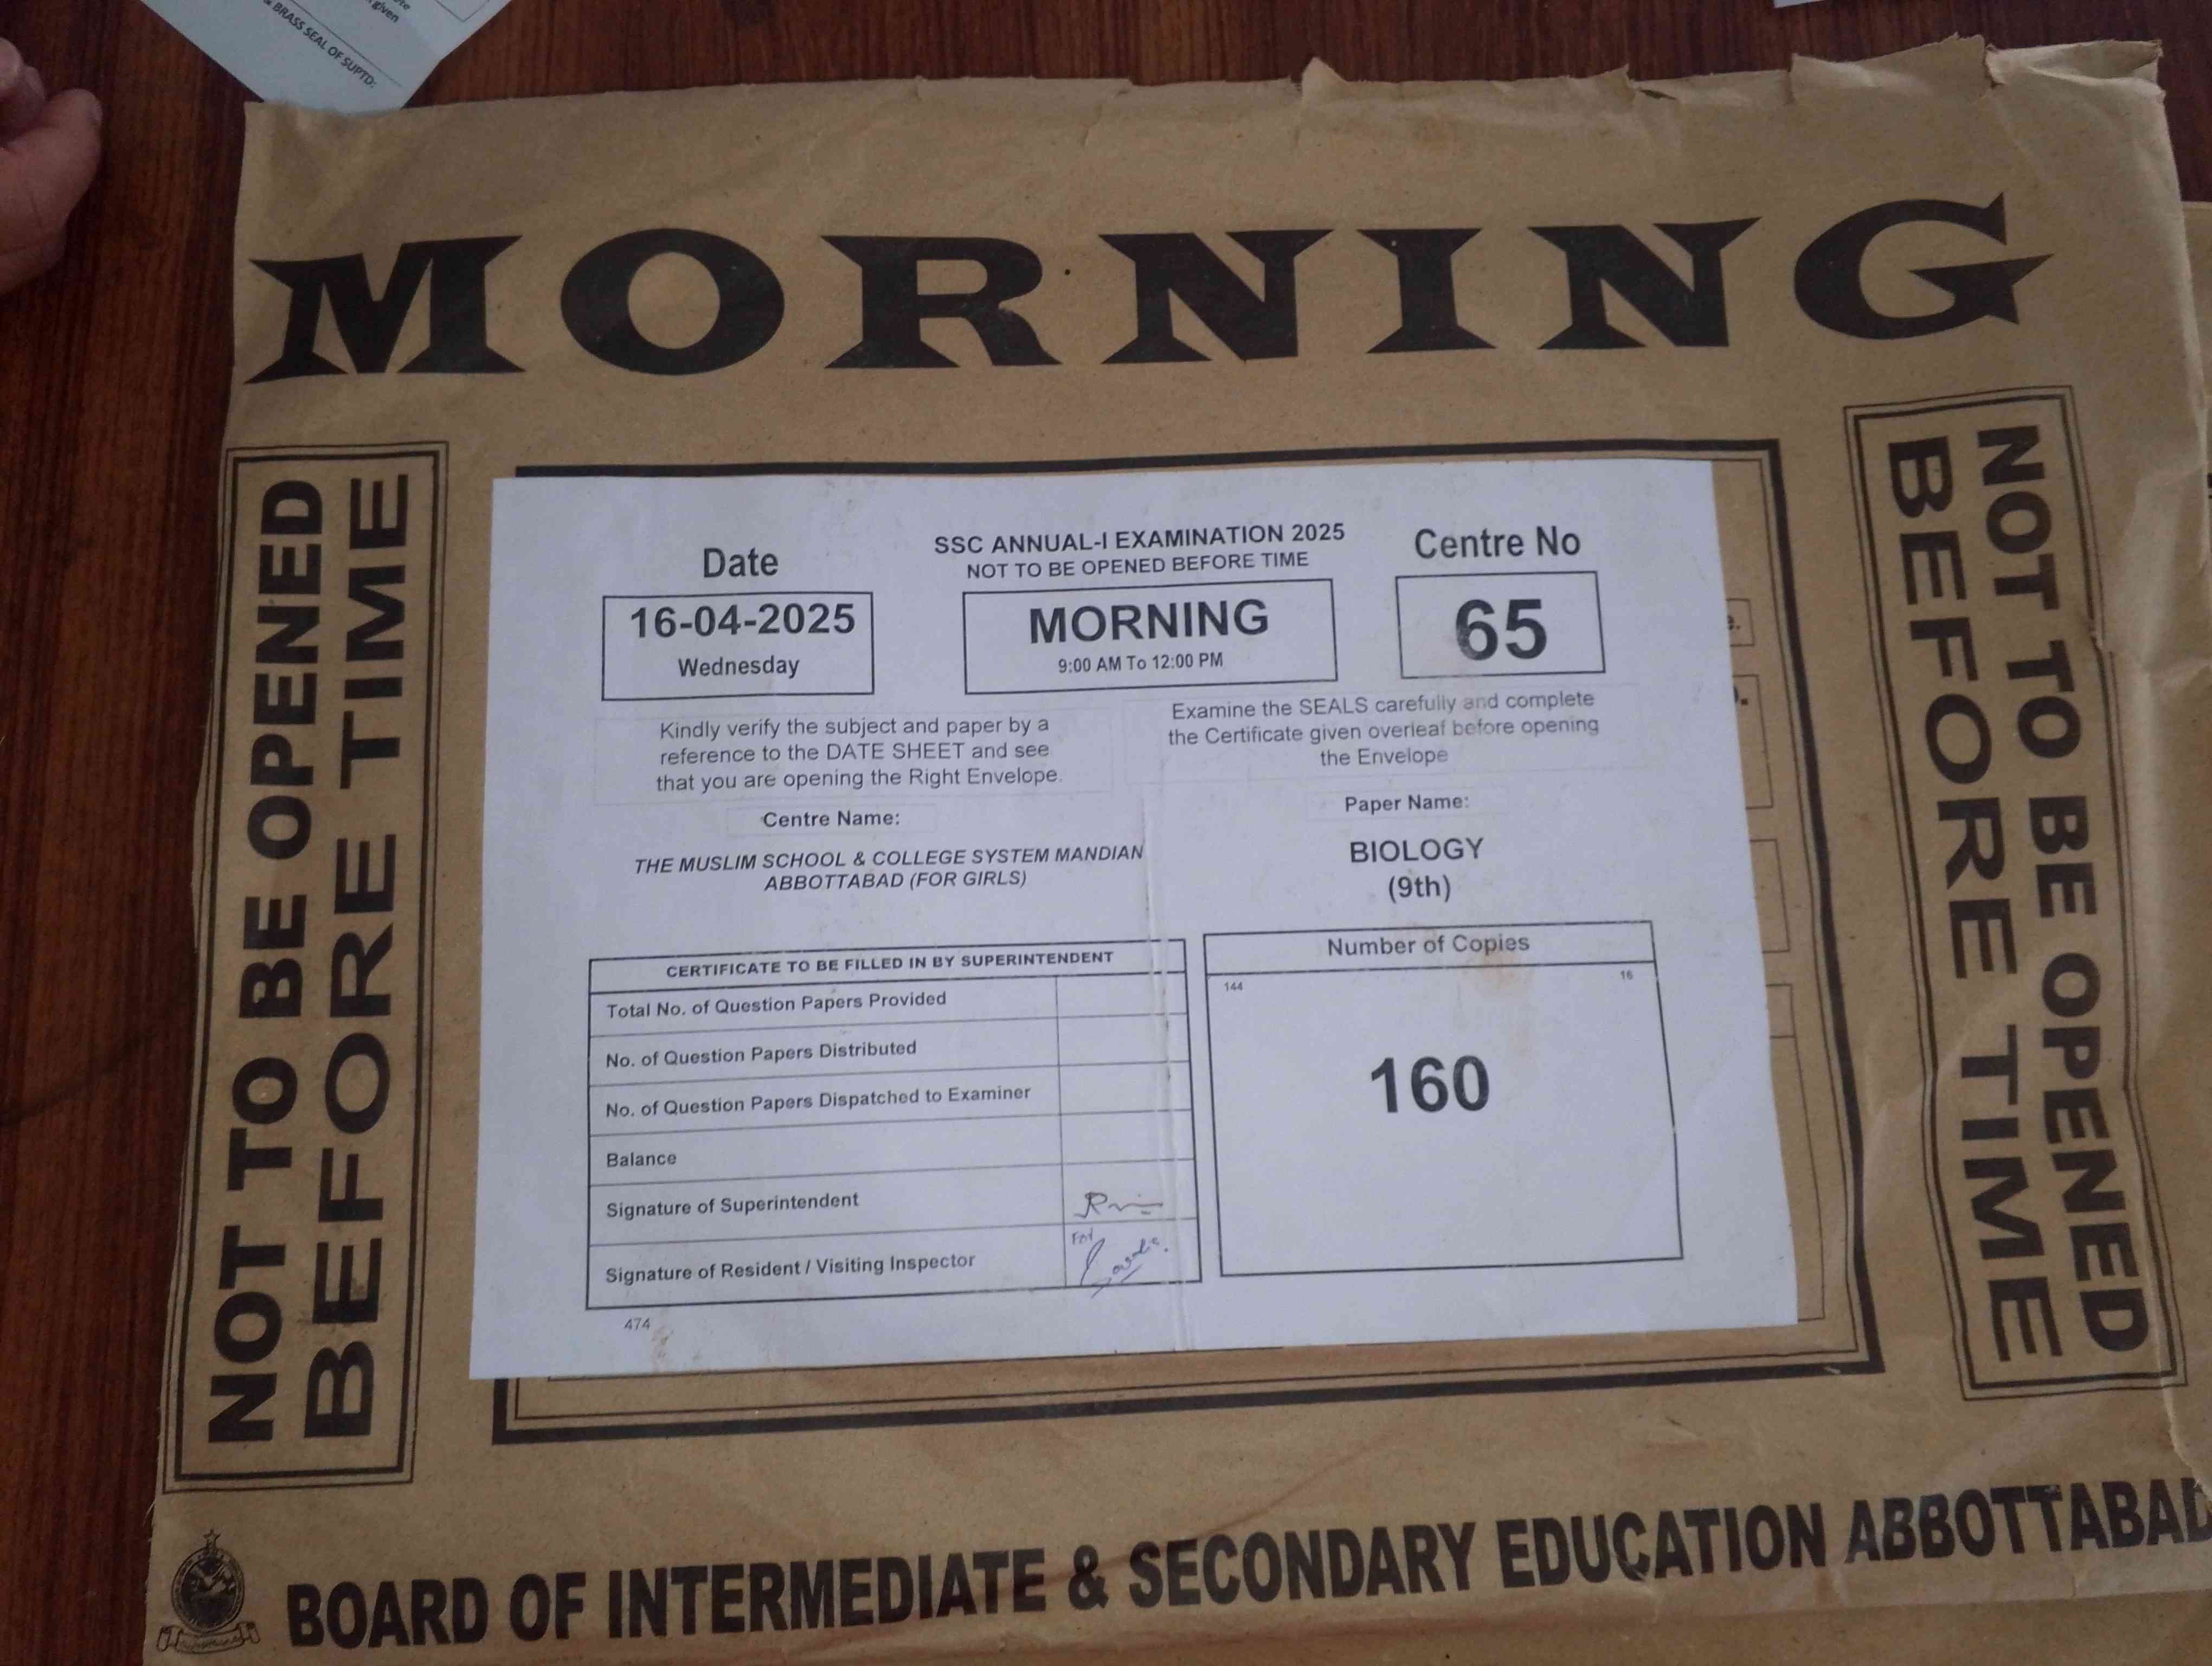 given
BRASS SEAL OF SUPTD:
MORNING
NOT TO BE OPENED
BEFORE TIME
SSC ANNUAL-I EXAMINATION 2025
NOT TO BE OPENED BEFORE TIME
Date
16-04-2025
Wednesday
MORNING
9:00 AM To 12:00 PM
Centre No
65
Kindly verify the subject and paper by a
reference to the DATE SHEET and see
that you are opening the Right Envelope.
Examine the SEALS carefully and complete
the Certificate given overleaf before opening
the Envelope
Centre Name:
THE MUSLIM SCHOOL & COLLEGE SYSTEM MANDIAN
ABBOTTABAD (FOR GIRLS)
Paper Name:
BIOLOGY
(9th)
CERTIFICATE TO BE FILLED IN BY SUPERINTENDENT
Total No. of Question Papers Provided
No. of Question Papers Distributed
No. of Question Papers Dispatched to Examiner
Balance
Signature of Superintendent
Signature of Resident / Visiting Inspector
For
474
Number of Copies
144
16
160
NOT TO BE OPENED
BEFORE TIME
BOARD OF INTERMEDIATE & SECONDARY EDUCATION ABBOTTABAD